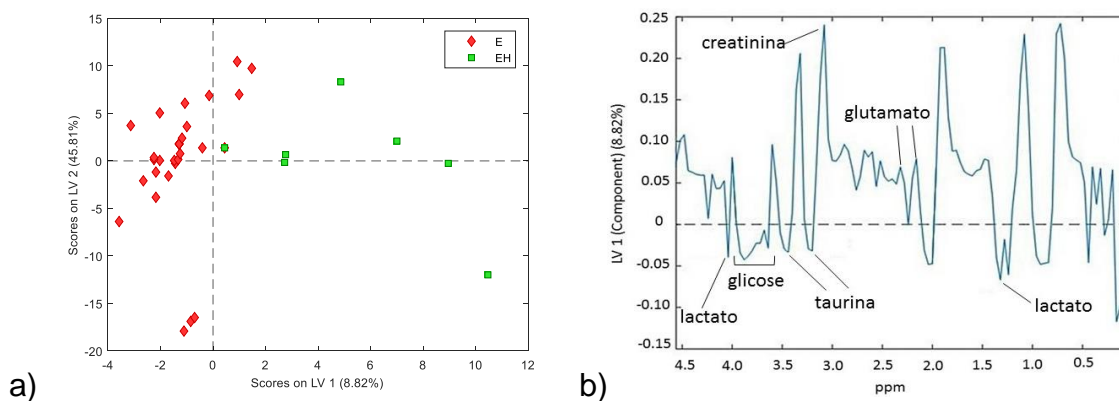 a)
15
10
5
0
-5
-10
-15
-20
Scores on LV 2 (45.81%)
E
EH
-4 -2 0 2 4 6 8 10 12
Scores on LV 1 (8.82%)
b)
0.25
0.20
0.15
0.10
0.05
0
-0.05
-0.10
-0.15
LV 1 (Component) (8.82%)
creatinina
glutamato
glicose
taurina
lactato
lactato
4.5 4.0 3.5 3.0 2.5 2.0 1.5 1.0 0.5
ppm